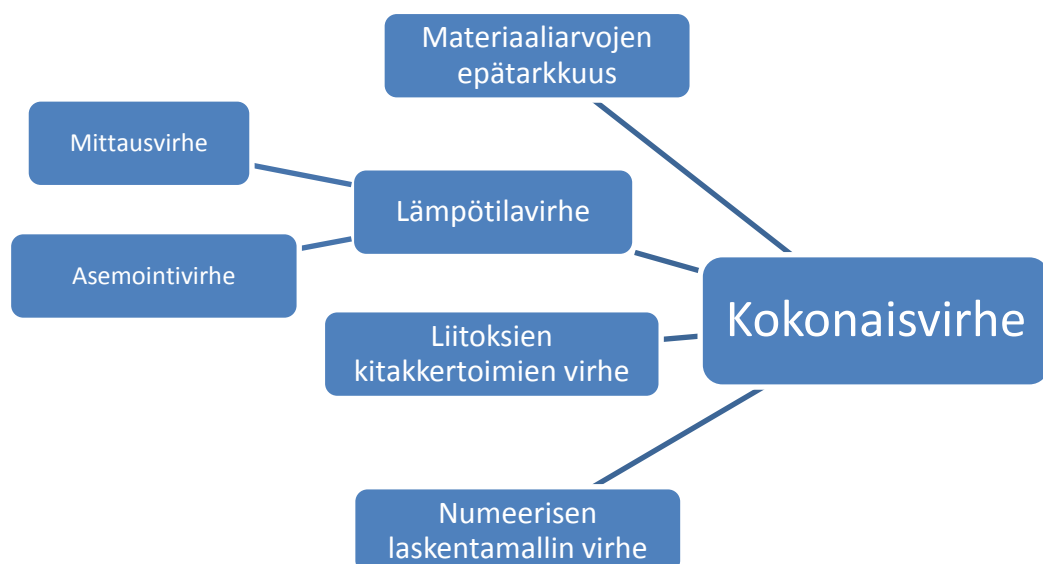 Materiaaliarvojen
epätarkkuus
Mittausvirhe
Lämpötilavirhe
Asemointivirhe
Kokonaisvirhe
Liitoksien
kitakkertoimien virhe
Numeerisen
laskentamallin virhe